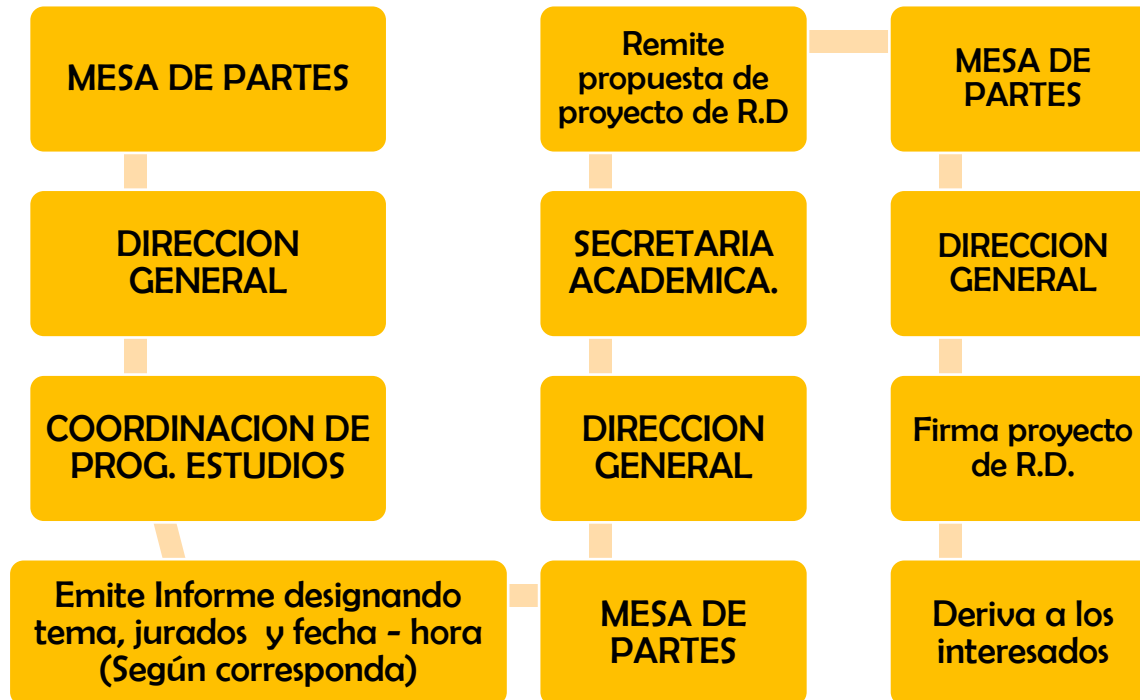 MESA DE PARTES
DIRECCION
GENERAL
COORDINACION DE
PROG. ESTUDIOS
Emite Informe designando
tema, jurados y fecha - hora
(Según corresponda)
MESA DE
PARTES
DIRECCION
GENERAL
SECRETARIA
ACADEMICA.
Remite
propuesta de
proyecto de R.D
MESA DE
PARTES
DIRECCION
GENERAL
Firma proyecto
de R.D.
Deriva a los
interesados